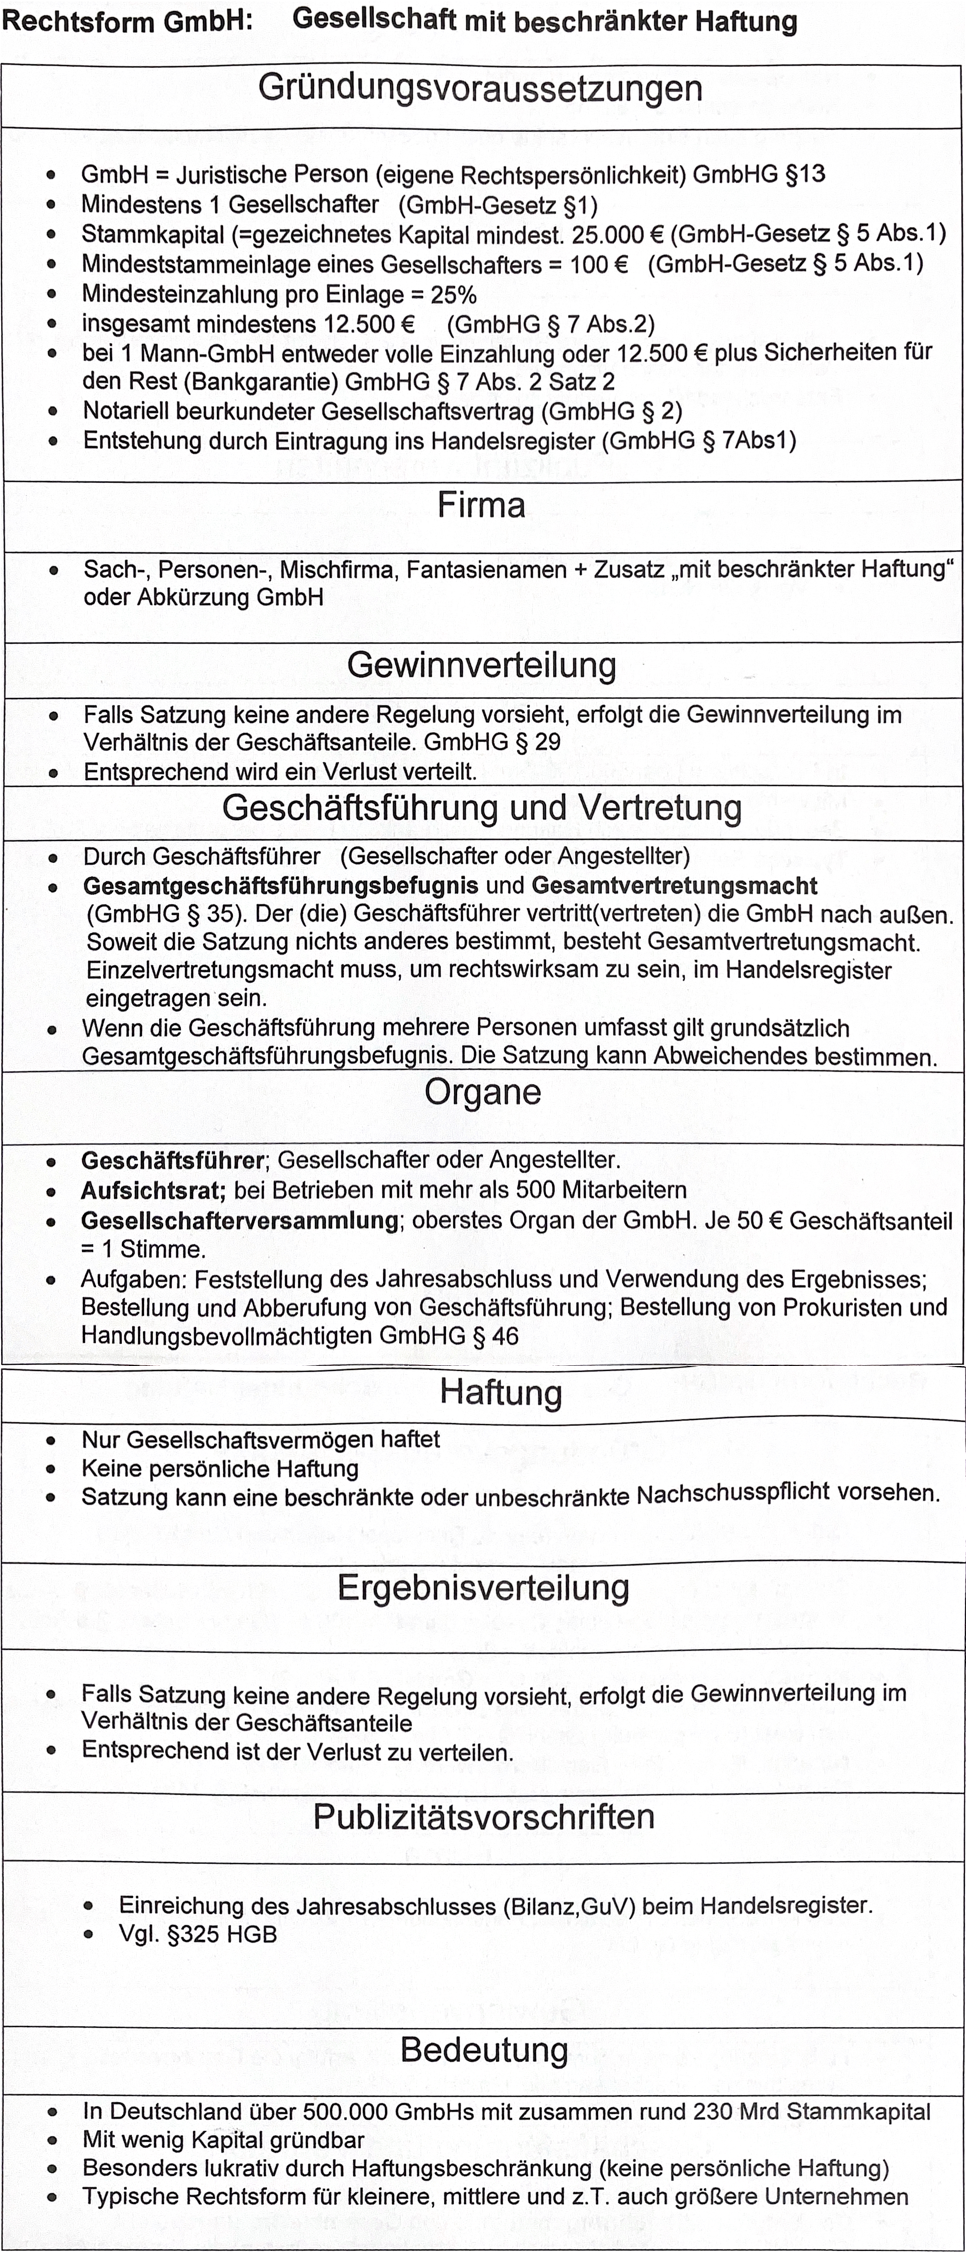 Rechtsform GmbH: Gesellschaft mit beschränkter Haftung
Gründungsvoraussetzungen
• GmbH = Juristische Person (eigene Rechtspersönlichkeit) GmbHG §13
• Mindestens 1 Gesellschafter (GmbH-Gesetz §1)
• Stammkapital (=gezeichnetes Kapital mindest. 25.000 € (GmbH-Gesetz § 5 Abs.1)
• Mindeststammeinlage eines Gesellschafters = 100 € (GmbH-Gesetz § 5 Abs.1)
• Mindesteinzahlung pro Einlage = 25%
• insgesamt mindestens 12.500 € (GmbHG § 7 Abs.2)
• bei 1 Mann-GmbH entweder volle Einzahlung oder 12.500 € plus Sicherheiten für
den Rest (Bankgarantie) GmbHG § 7 Abs. 2 Satz 2
• Notariell beurkundeter Gesellschaftsvertrag (GmbHG § 2)
• Entstehung durch Eintragung ins Handelsregister (GmbHG § 7Abs1)
Firma
• Sach-, Personen-, Mischfirma, Fantasienamen + Zusatz „mit beschränkter Haftung“
oder Abkürzung GmbH
Gewinnverteilung
• Falls Satzung keine andere Regelung vorsieht, erfolgt die Gewinnverteilung im
Verhältnis der Geschäftsanteile. GmbHG § 29
• Entsprechend wird ein Verlust verteilt.
Geschäftsführung und Vertretung
• Durch Geschäftsführer (Gesellschafter oder Angestellter)
• Gesamtgeschäftsführungsbefugnis und Gesamtvertretungsmacht
(GmbHG § 35). Der (die) Geschäftsführer vertritt(vertreten) die GmbH nach außen.
Soweit die Satzung nichts anderes bestimmt, besteht Gesamtvertretungsmacht.
Einzelvertretungsmacht muss, um rechtswirksam zu sein, im Handelsregister
eingetragen sein.
• Wenn die Geschäftsführung mehrere Personen umfasst gilt grundsätzlich
Gesamtgeschäftsführungsbefugnis. Die Satzung kann Abweichendes bestimmen.
Organe
• Geschäftsführer; Gesellschafter oder Angestellter.
• Aufsichtsrat; bei Betrieben mit mehr als 500 Mitarbeitern
• Gesellschafterversammlung; oberstes Organ der GmbH. Je 50 € Geschäftsanteil
= 1 Stimme.
• Aufgaben: Feststellung des Jahresabschluss und Verwendung des Ergebnisses;
Bestellung und Abberufung von Geschäftsführung; Bestellung von Prokuristen und
Handlungsbevollmächtigten GmbHG § 46
Haftung
• Nur Gesellschaftsvermögen haftet
• Keine persönliche Haftung
• Satzung kann eine beschränkte oder unbeschränkte Nachschusspflicht vorsehen.
Ergebnisverteilung
• Falls Satzung keine andere Regelung vorsieht, erfolgt die Gewinnverteilung im
Verhältnis der Geschäftsanteile
• Entsprechend ist der Verlust zu verteilen.
Publizitätsvorschriften
• Einreichung des Jahresabschlusses (Bilanz,GuV) beim Handelsregister.
• Vgl. §325 HGB
Bedeutung
• In Deutschland über 500.000 GmbHs mit zusammen rund 230 Mrd Stammkapital
• Mit wenig Kapital gründbar
• Besonders lukrativ durch Haftungsbeschränkung (keine persönliche Haftung)
• Typische Rechtsform für kleinere, mittlere und z.T. auch größere Unternehmen